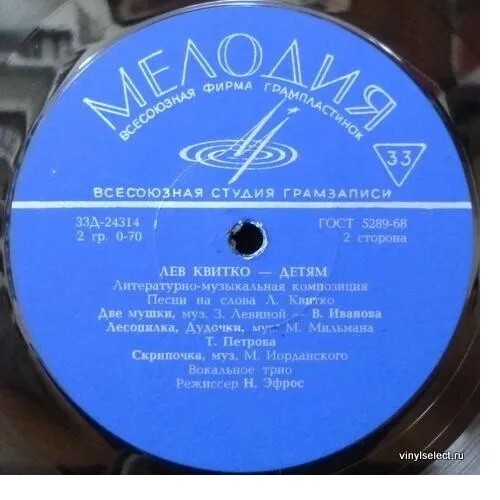 МЕЛОДИЯ
ВСЕСОЮЗНАЯ ФИРМА ГРАМПЛАСТИНОК
33
ВСЕСОЮЗНАЯ СТУДИЯ ГРАМЗАПИСИ
33Д-24314
ГОСТ 5289-68
2 гр. 0-70
2 сторона
ЛЕВ КВИТКО — ДЕТЯМ
Литературно-музыкальная композиция
Песни на слова Л. Квитко
Две мушки, муз. З. Левиной — В. Иванова
Лесопилка, Дудочки, муз. М. Мильмана
Т. Петрова
Скрипочка, муз. М. Иорданского
Вокальное трио
Режиссер Н. Эфрос
vinylselect.ru